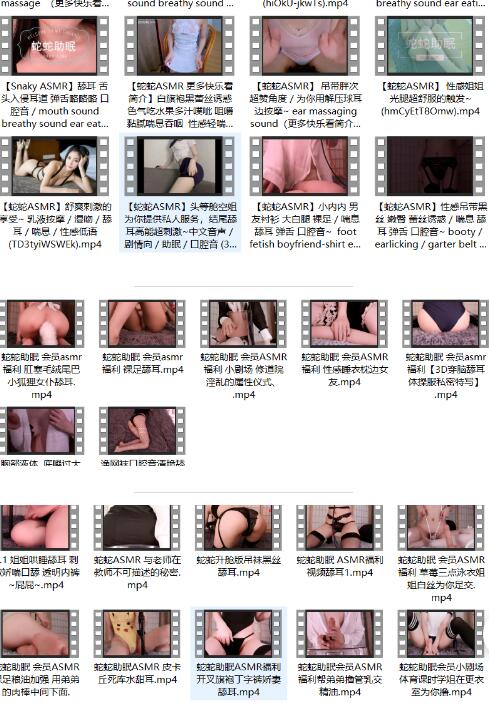 massage （更多快乐看...
sound breathy sound ...
(hiOkU-jkwTs).mp4
breathy sound ear eati...
蛇蛇助眠
蛇蛇助眠
【Snaky ASMR】舔耳 舌
头入侵耳道 弹舌 口
腔音 / mouth sound
breathy sound ear eat...
【蛇蛇ASMR 更多快乐看
简介】白旗袍黑蕾丝诱惑
色气吃水果多汁 咀嚼
黏腻喘息吞咽 性感轻喘...
【蛇蛇ASMR】 吊带胖次
超赞角度 / 为你用解压球耳
边按摩~ ear massaging
sound（更多快乐看简介...
【蛇蛇ASMR】 性感姐姐
光腿超舒服的触发~
(hmCyEtT8Omw).mp4
【蛇蛇ASMR】舒爽刺激的
享受~ 乳液按摩 / 湿吻 / 舔
耳 / 喘息 / 性感低语
(TD3tyiWSWEk).mp4
【蛇蛇ASMR】头等舱空姐
为你提供私人服务，结尾舔
耳高能超刺激~中文音声 /
剧情向 / 助眠 / 口腔音 (3...
【蛇蛇ASMR】小内内 男
友衬衫 大白腿 裸足 / 喘息
舔耳 弹舌 口腔音~ foot
fetish boyfriend-shirt e...
【蛇蛇ASMR】性感吊带黑
丝 嫩臀 蕾丝诱惑 / 喘息 舔
耳 弹舌 口腔音~ booty /
earlicking / garter belt ...
蛇蛇助眠 会员asmr
福利 肛塞毛绒尾巴
小狐狸女仆舔耳.
mp4
蛇蛇助眠 会员asmr
福利 裸足舔耳.mp4
蛇蛇助眠 会员ASMR
福利 小剧场 修道院
淫乱的属性仪式、
.mp4
蛇蛇助眠 会员ASMR
福利 性感睡衣枕边女
友.mp4
蛇蛇助眠 会员ASMR
福利【3D穿脑舔耳
体操服私密特写】
.mp4
.1 姐姐哄睡舔耳 刺
激娇喘口舔 透明内裤
~屁屁~.mp4
蛇蛇ASMR 与老师在
教师不可描述的秘密.
mp4
蛇蛇升舱版吊袜黑丝
舔耳.mp4
蛇蛇助眠 ASMR福利
视频舔耳1.mp4
蛇蛇助眠 会员ASMR
福利 草莓三点泳衣姐
姐白丝为你足交.
mp4
蛇蛇助眠 会员ASMR
足足粮油加强 用弟弟
的肉棒中间下面.
蛇蛇助眠ASMR 皮卡
丘死库水甜耳.mp4
蛇蛇助眠ASMR福利
开叉旗袍丁字裤娇妻
舔耳.mp4
蛇蛇助眠 会员ASMR
福利帮弟弟撸管乳交
精油.mp4
蛇蛇助眠 会员小剧场
体育课时学姐在更衣
室为你撸.mp4